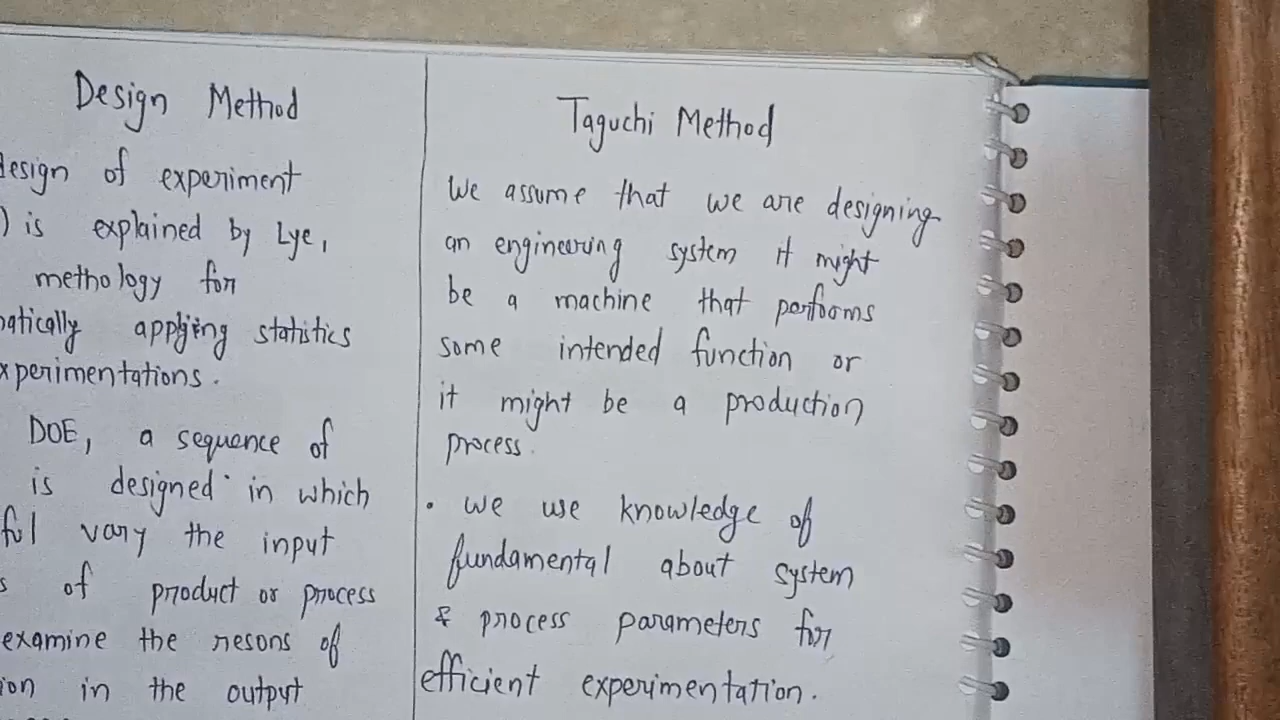 Design Method
design of experiment
) is explained by Lye,
methology for
atically applying statistics
xperimentations.
DOE, a sequence of
is designed in which
ful vary the input
s of product or process
examine the resons of
ion in the output
Taguchi Method
We assume that we are designing
an engineering system it might
be a machine that performs
some intended function or
it might be a production
process.
• We use knowledge of
fundamental about system
& process parameters for
efficient experimentation.